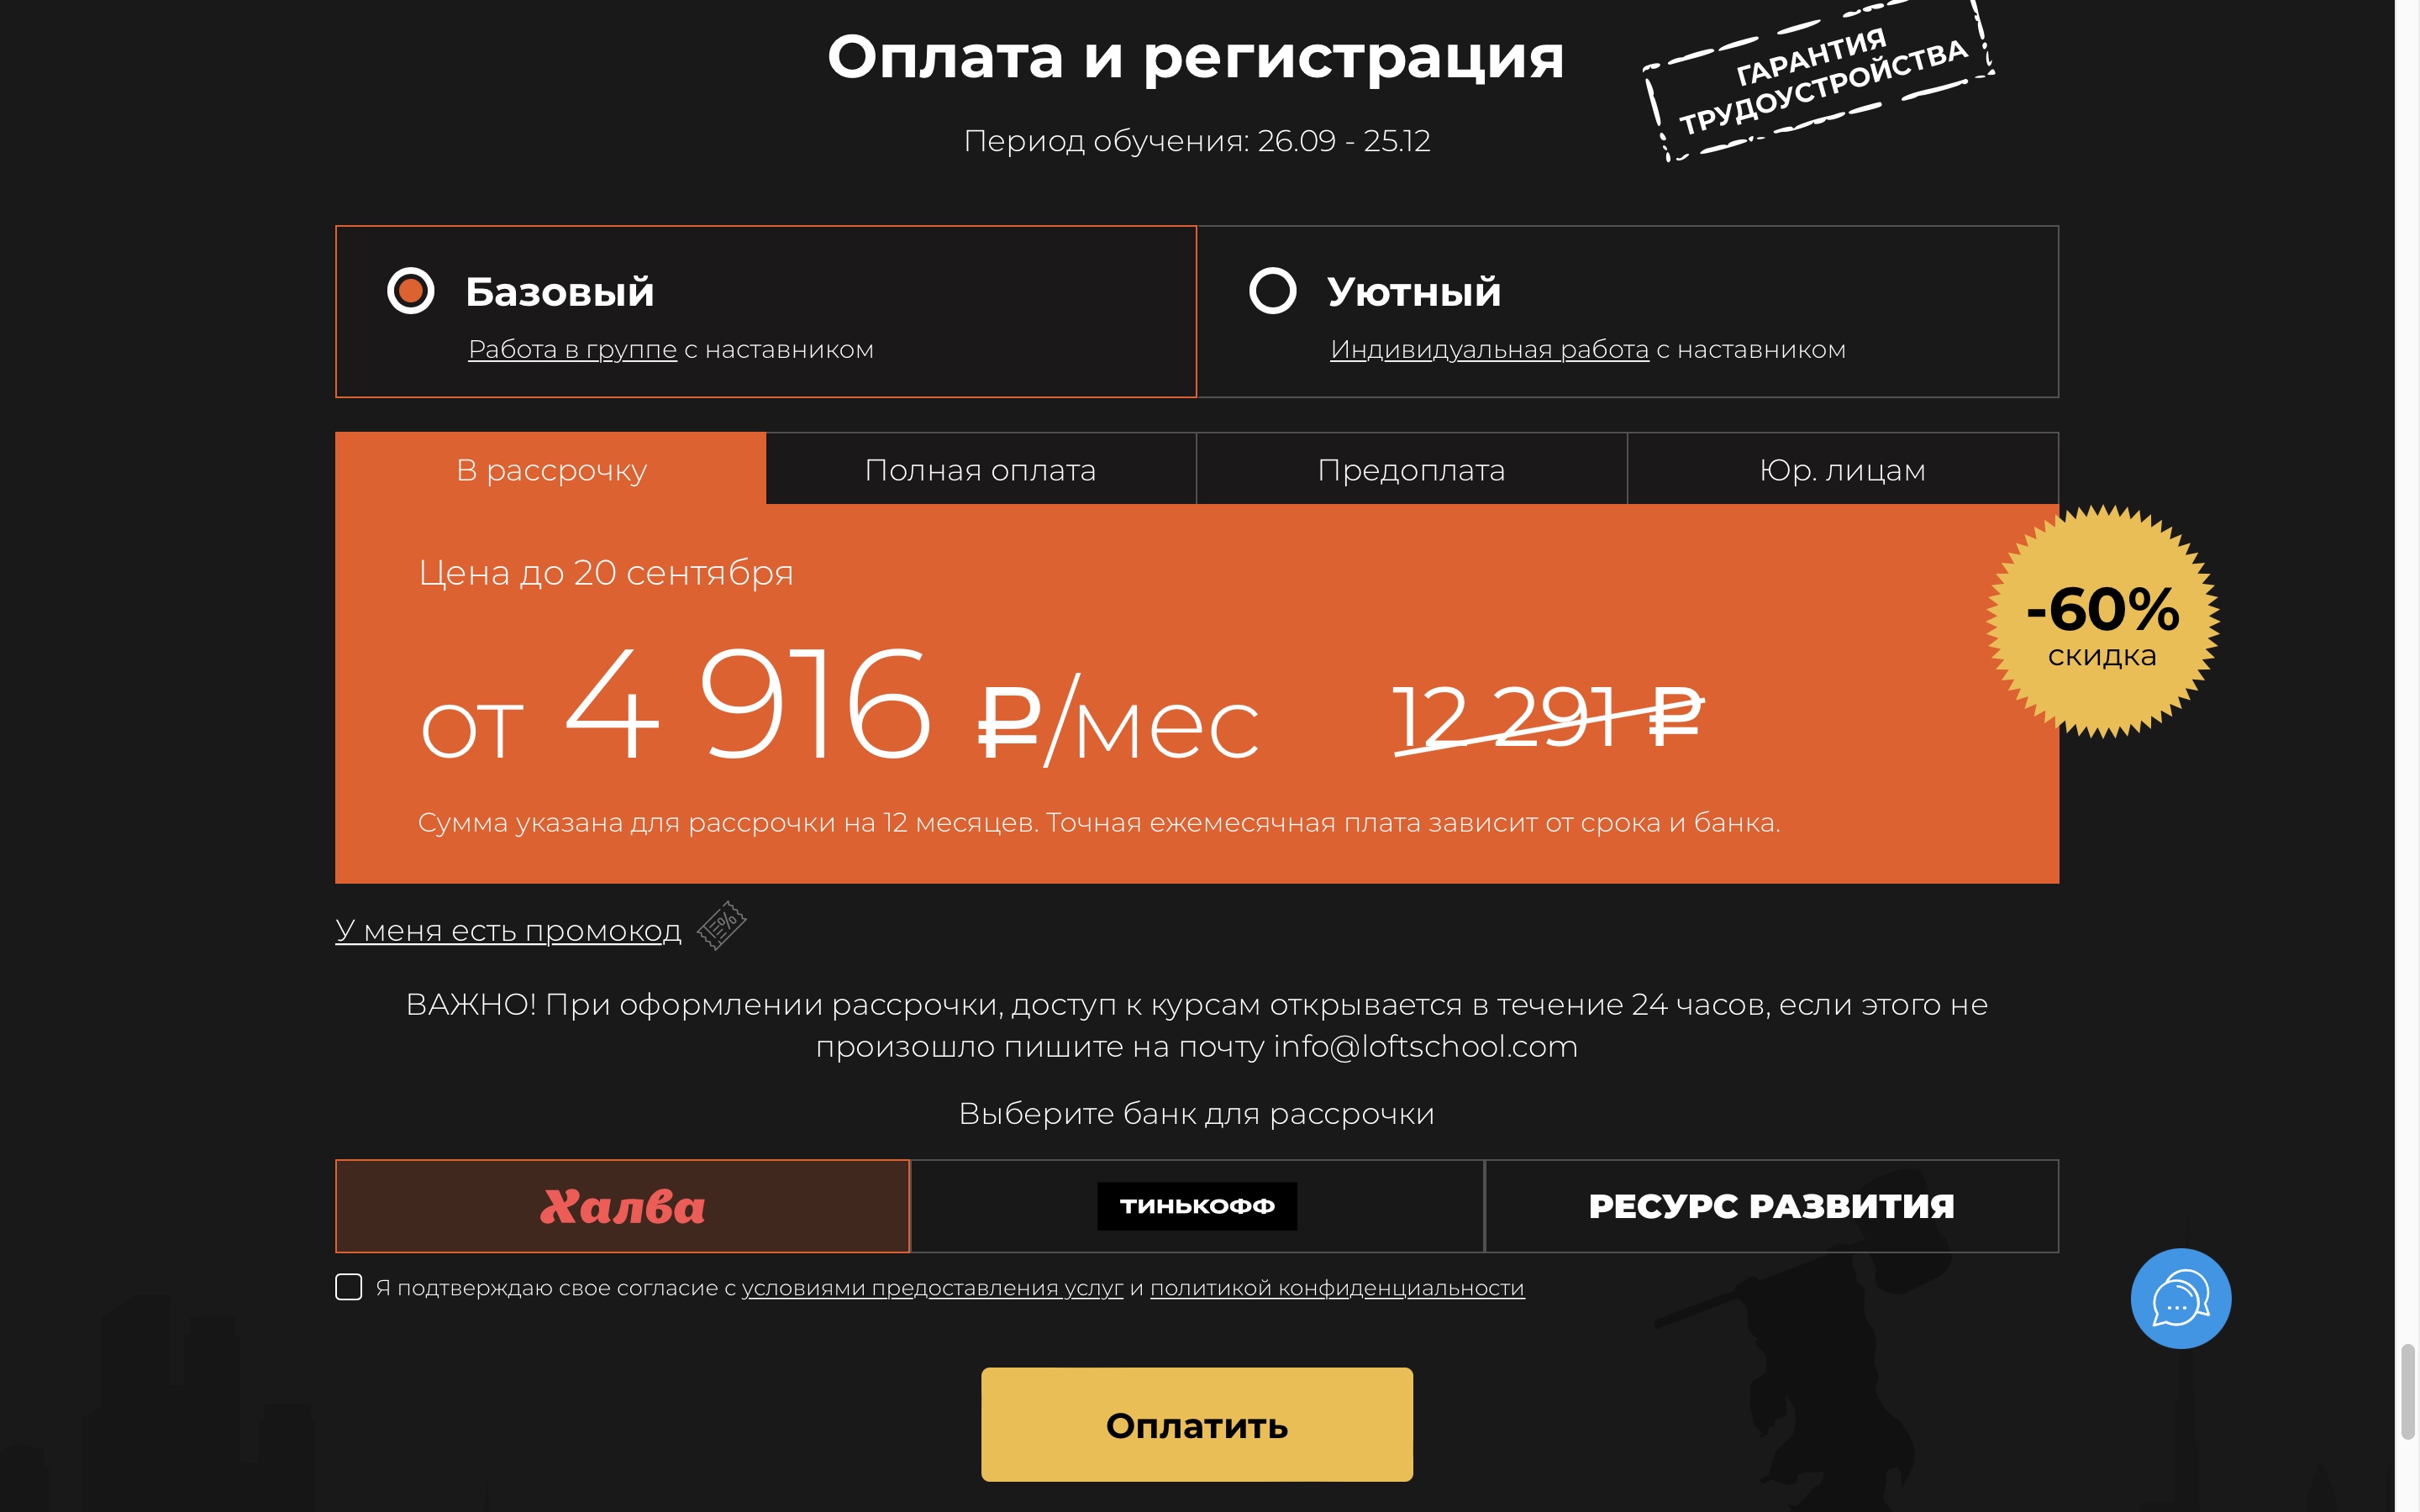 Оплата и регистрация
ГАРАНТИЯ
ТРУДОУСТРОЙСТВА
Период обучения: 26.09 - 25.12
Базовый
Работа в группе с наставником
Уютный
Индивидуальная работа с наставником
В рассрочку
Полная оплата
Предоплата
Юр. лицам
Цена до 20 сентября
-60%
скидка
от 4 916 ₽/мес
12 291 ₽
Сумма указана для рассрочки на 12 месяцев. Точная ежемесячная плата зависит от срока и банка.
У меня есть промокод
ВАЖНО! При оформлении рассрочки, доступ к курсам открывается в течение 24 часов, если этого не
произошло пишите на почту info@loftschool.com
Выберите банк для рассрочки
Халва
ТИНЬКОФФ
РЕСУРС РАЗВИТИЯ
Я подтверждаю свое согласие с условиями предоставления услуг и политикой конфиденциальности
Оплатить